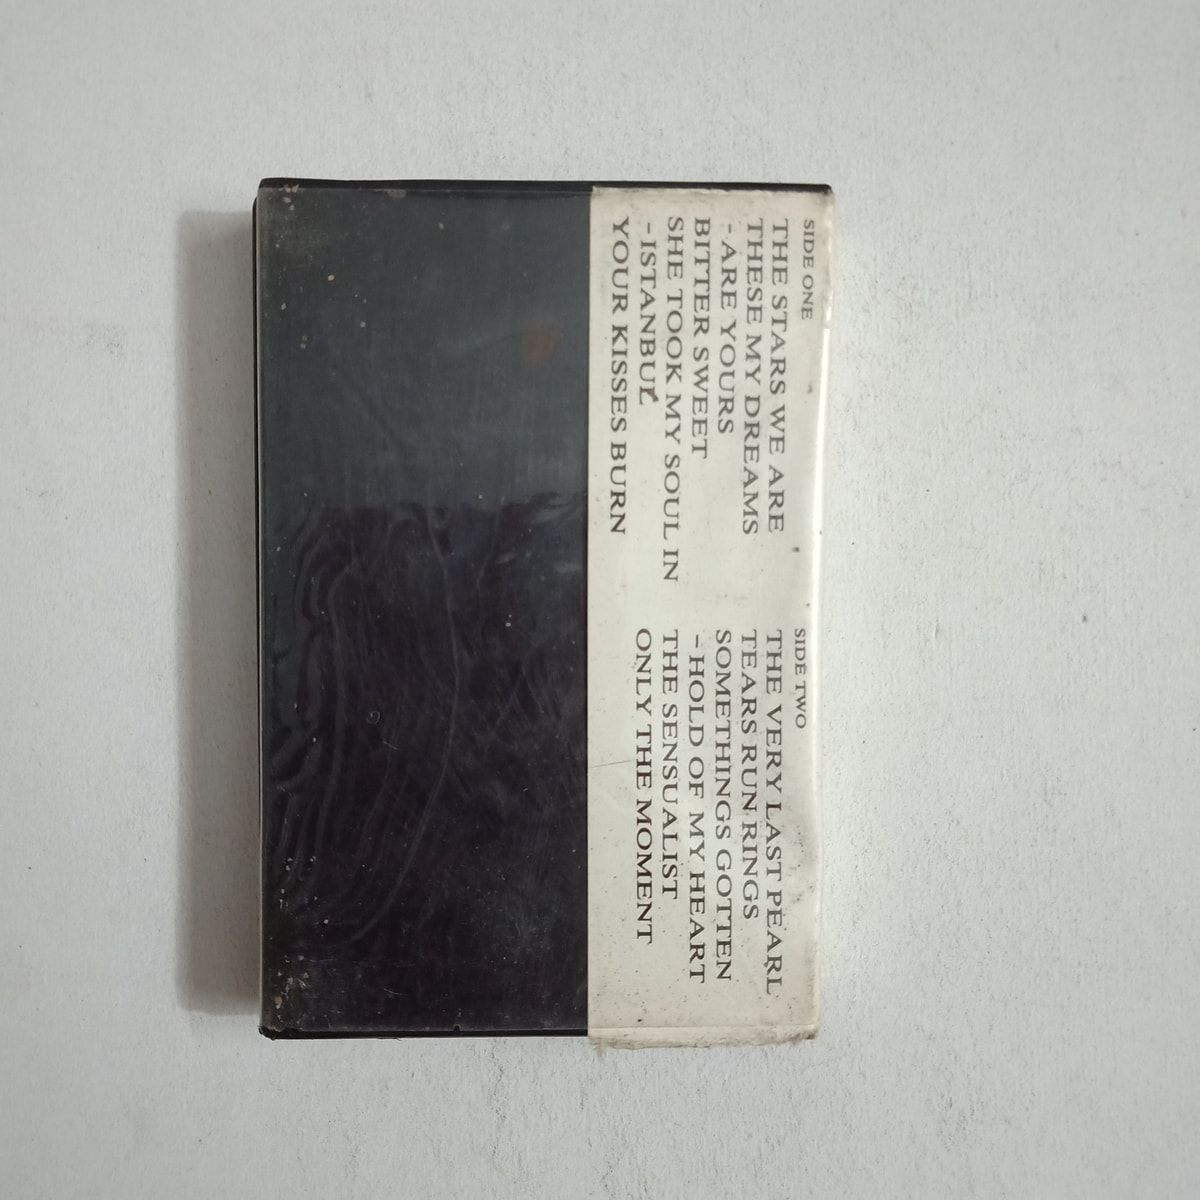 SIDE ONE
THE STARS WE ARE
THESE MY DREAMS
- ARE YOURS
BITTER SWEET
SHE TOOK MY SOUL IN
- ISTANBUL
YOUR KISSES BURN
SIDE TWO
THE VERY LAST PEARL
TEARS RUN RINGS
SOMETHINGS GOTTEN
- HOLD OF MY HEART
THE SENSUALIST
ONLY THE MOMENT